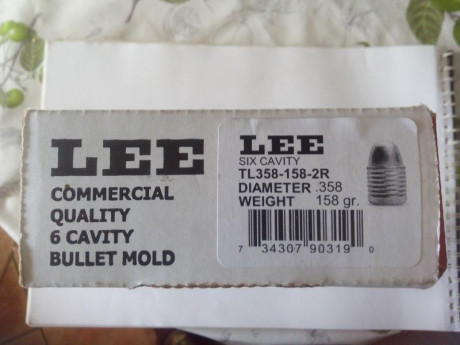 LEE
COMMERCIAL
QUALITY
6 CAVITY
BULLET MOLD
LEE
SIX CAVITY
TL358-158-2R
DIAMETER .358
WEIGHT 158 gr.
7 34307 90319 0